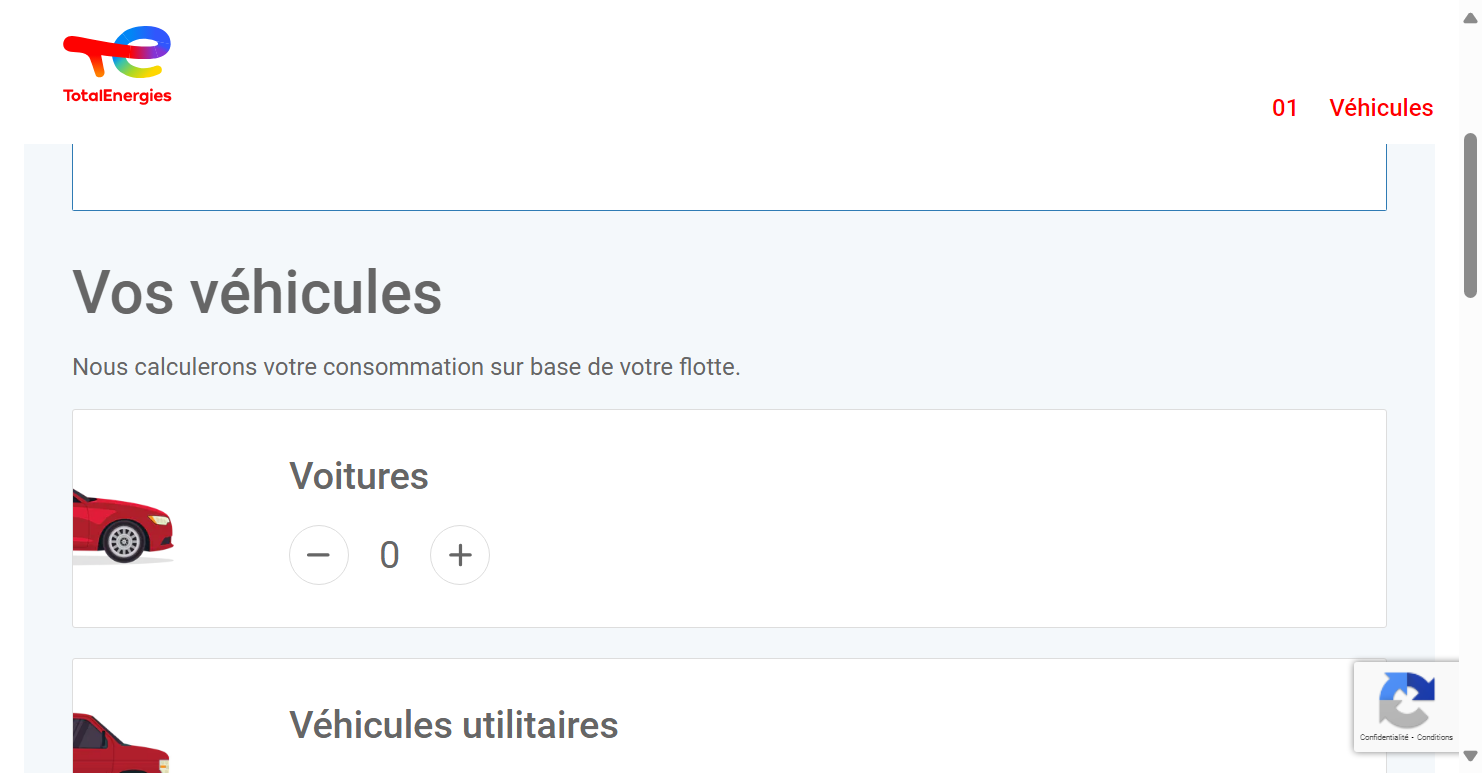 TotalEnergies
01 Véhicules
Vos véhicules
Nous calculerons votre consommation sur base de votre flotte.
Voitures
0
Véhicules utilitaires
Confidentialité - Conditions